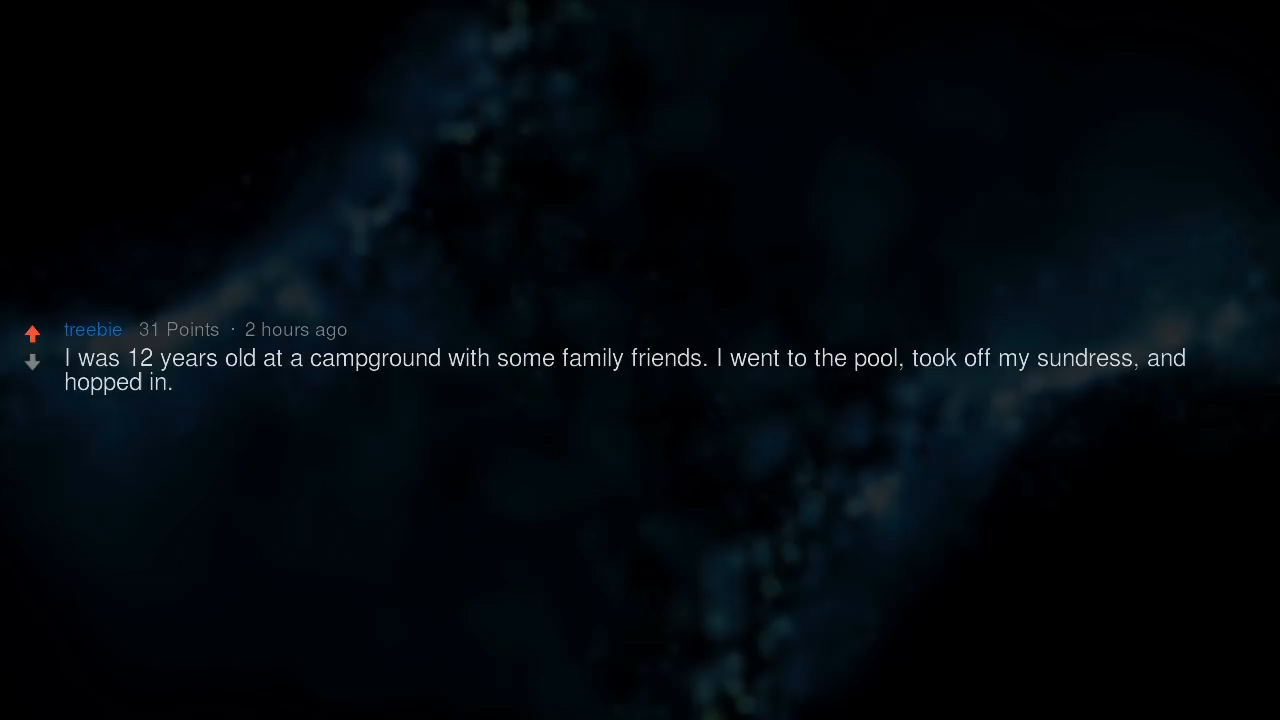 treebie 31 Points · 2 hours ago
I was 12 years old at a campground with some family friends. I went to the pool, took off my sundress, and
hopped in.